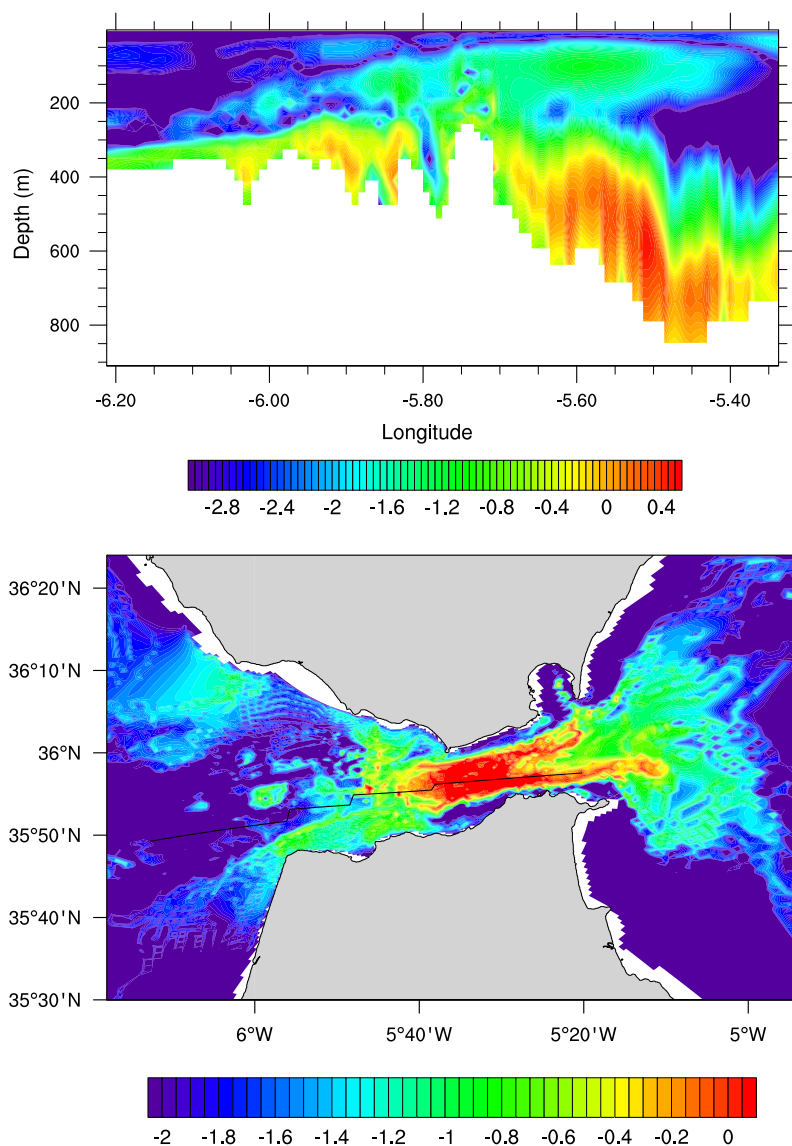 200
400
600
800
Depth (m)
-6.20 -6.00 -5.80 -5.60 -5.40
Longitude
-2.8 -2.4 -2 -1.6 -1.2 -0.8 -0.4 0 0.4
36°20'N
36°10'N
36°N
35°50'N
35°40'N
35°30'N
6°W 5°40'W 5°20'W 5°W
-2 -1.8 -1.6 -1.4 -1.2 -1 -0.8 -0.6 -0.4 -0.2 0